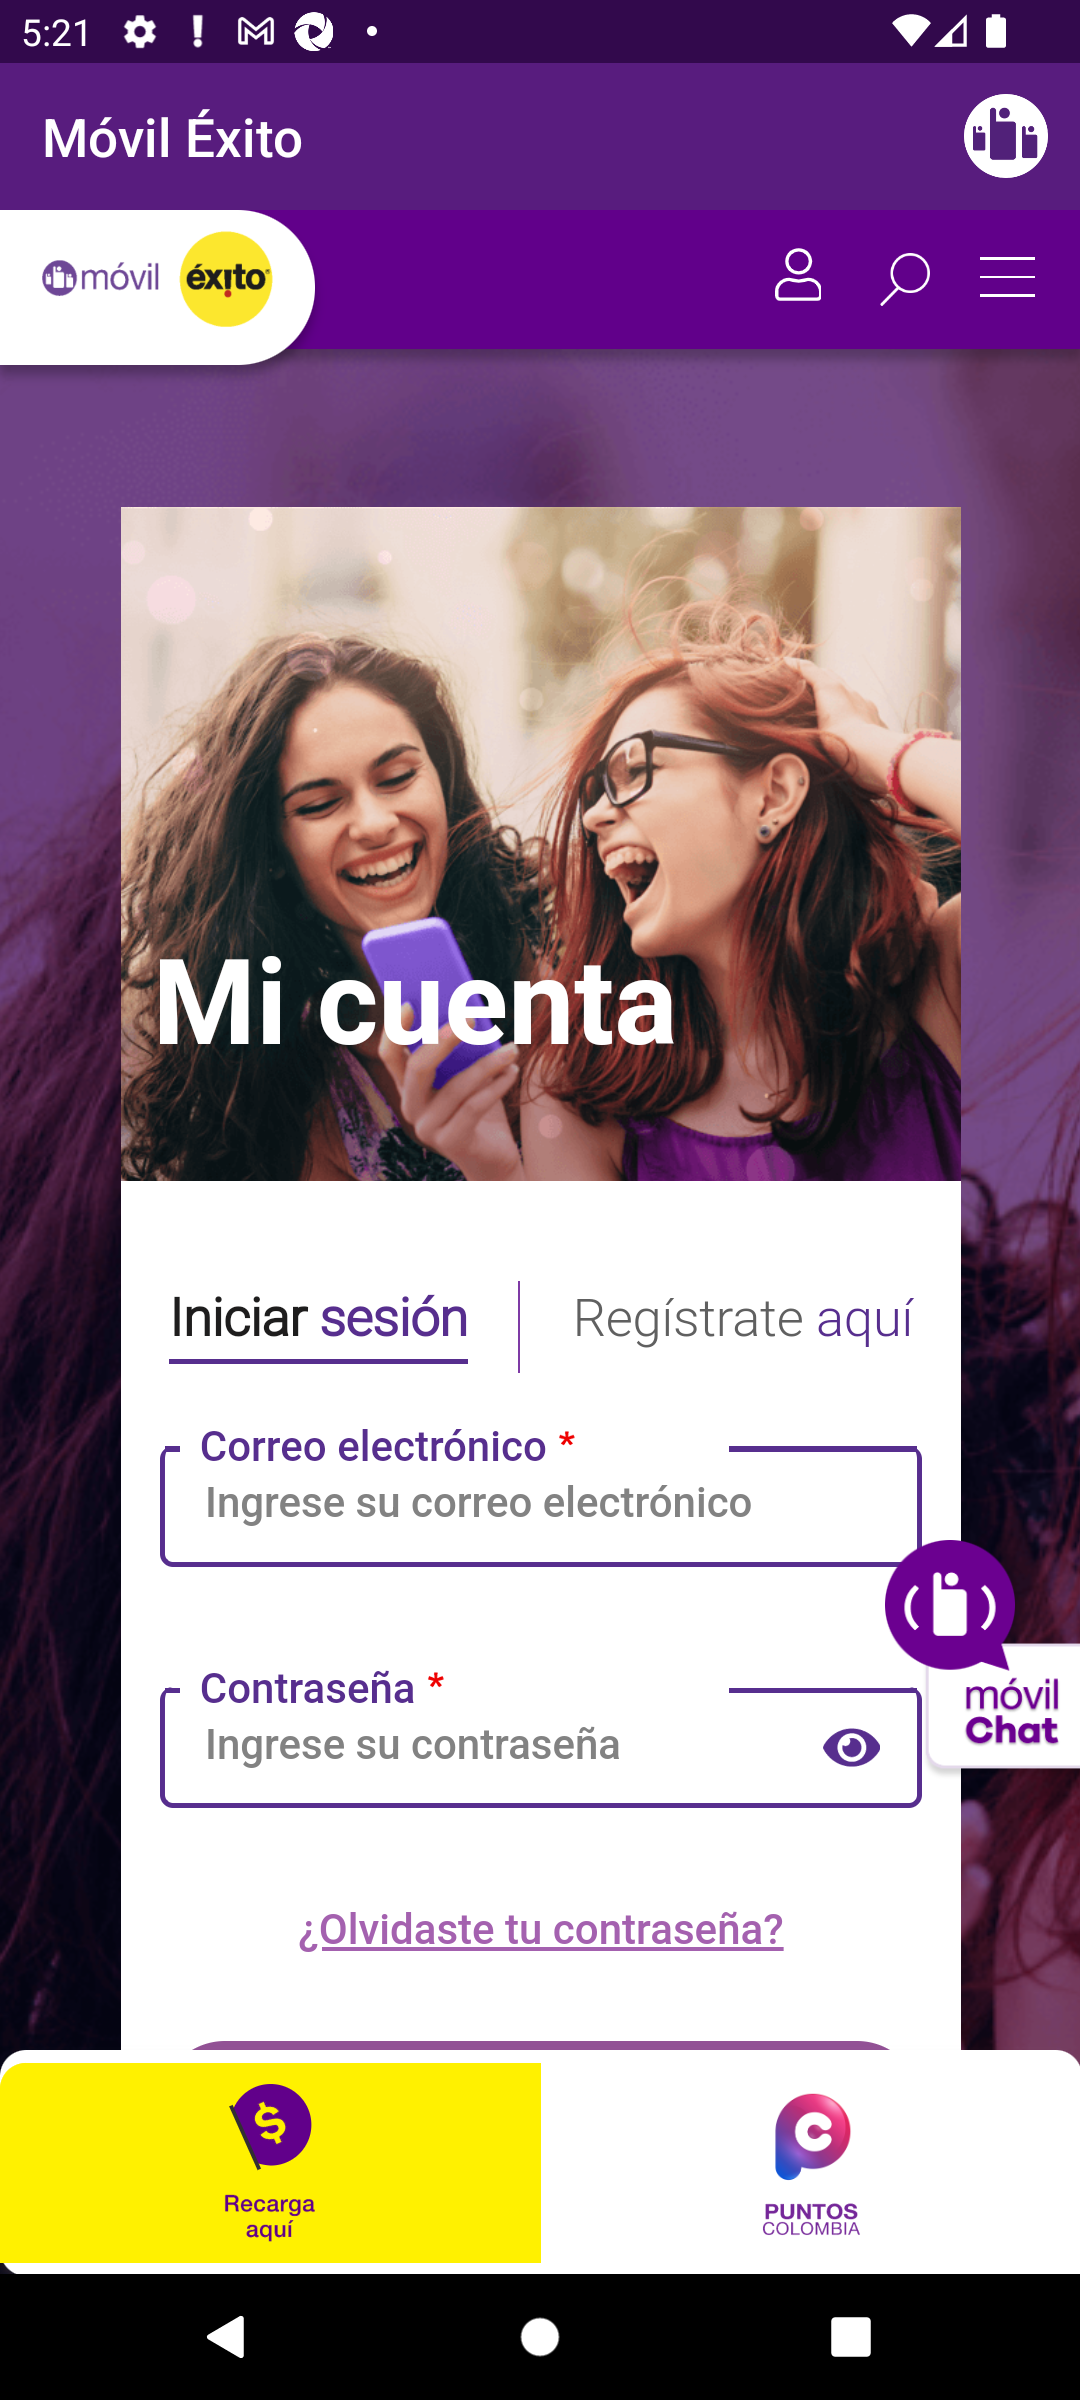 5:21
Móvil Éxito
móvil éxito
Mi cuenta
Iniciar sesión
Regístrate aquí
Correo electrónico *
Ingrese su correo electrónico
Contraseña *
Ingrese su contraseña
móvil
Chat
¿Olvidaste tu contraseña?
Recarga
aquí
PUNTOS
COLOMBIA